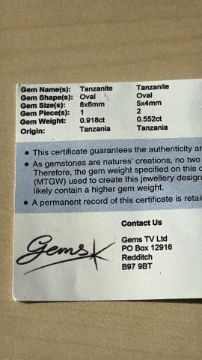 Gem Name(s): Tanzanite Tanzanite
Gem Shape(s): Oval Oval
Gem Size(s): 8x6mm 5x4mm
Gem Piece(s): 1 2
Gem Weight: 0.918ct 0.552ct
Origin: Tanzania Tanzania
• This certificate guarantees the authenticity ar
• As gemstones are natures' creations, no two
Therefore, the gem weight specified on this c
(MTGW) used to create this jewellery design
likely contain a higher gem weight.
• A permanent record of this certificate is retai
Contact Us
Gems
Gems TV Ltd
PO Box 12916
Redditch
B97 9BT